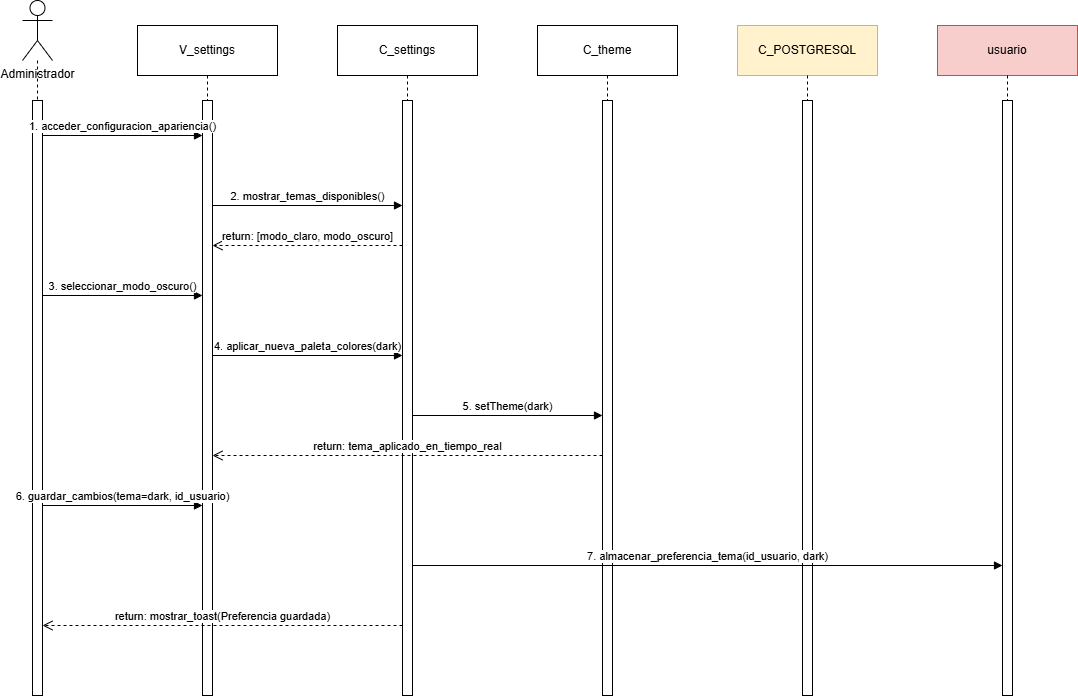 Administrador
V_settings
C_settings
C_theme
C_POSTGRESQL
usuario
1. acceder_configuracion_apariencia()
2. mostrar_temas_disponibles()
return: [modo_claro, modo_oscuro]
3. seleccionar_modo_oscuro()
4. aplicar_nueva_paleta_colores(dark)
5. setTheme(dark)
return: tema_aplicado_en_tiempo_real
6. guardar_cambios(tema=dark, id_usuario)
7. almacenar_preferencia_tema(id_usuario, dark)
return: mostrar_toast(Preferencia guardada)